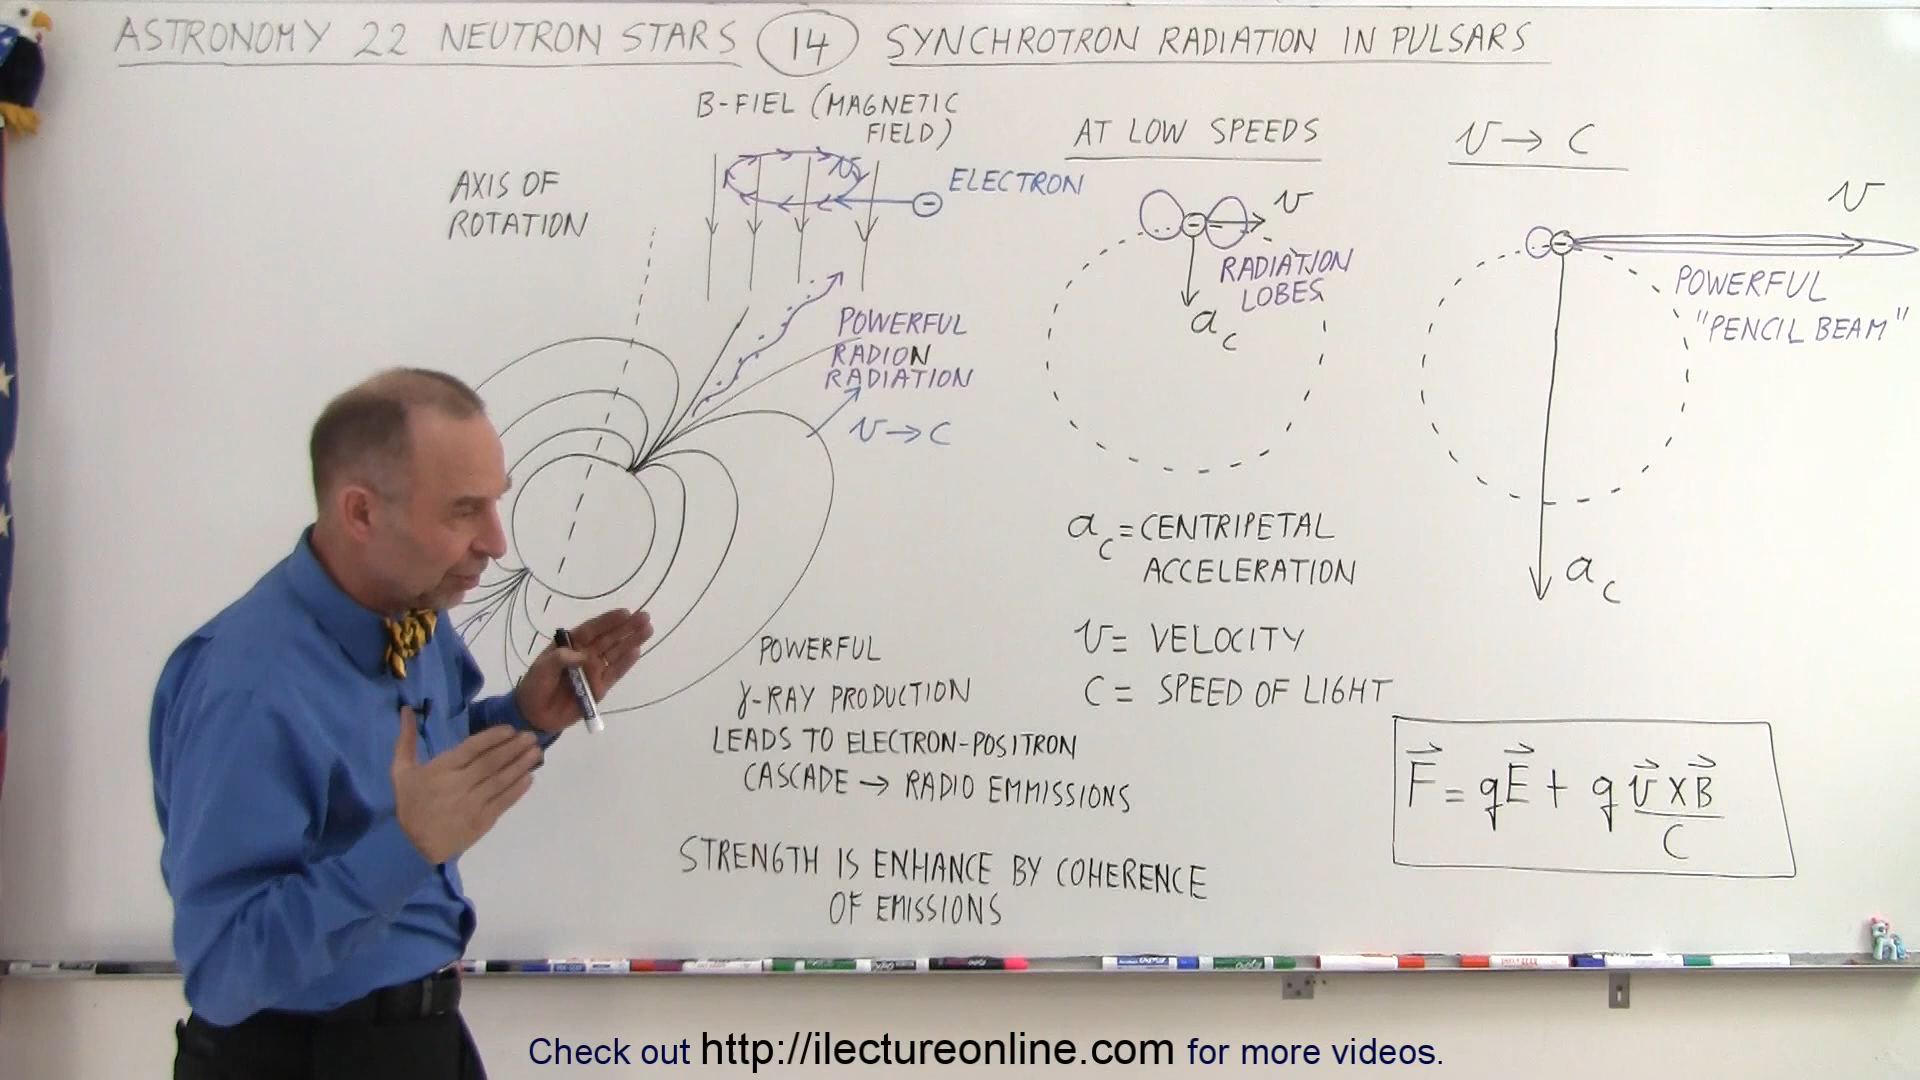 ASTRONOMY 22 NEUTRON STARS 14 SYNCHROTRON RADIATION IN PULSARS
B-FIEL (MAGNETIC
FIELD)
AXIS OF
ROTATION
v
ELECTRON
-
POWERFUL
RADION
RADIATION
v → c
POWERFUL
γ-RAY PRODUCTION
LEADS TO ELECTRON-POSITRON
CASCADE → RADIO EMMISSIONS
STRENGTH IS ENHANCE BY COHERENCE
OF EMISSIONS
AT LOW SPEEDS
-
v
RADIATION
LOBES
a_c
a_c = CENTRIPETAL
ACCELERATION
v = VELOCITY
C = SPEED OF LIGHT
v → c
v
-
POWERFUL
"PENCIL BEAM"
a_c
F⃗ = qE⃗ + q v⃗ × B⃗ / C
Check out http://ilectureonline.com for more videos.